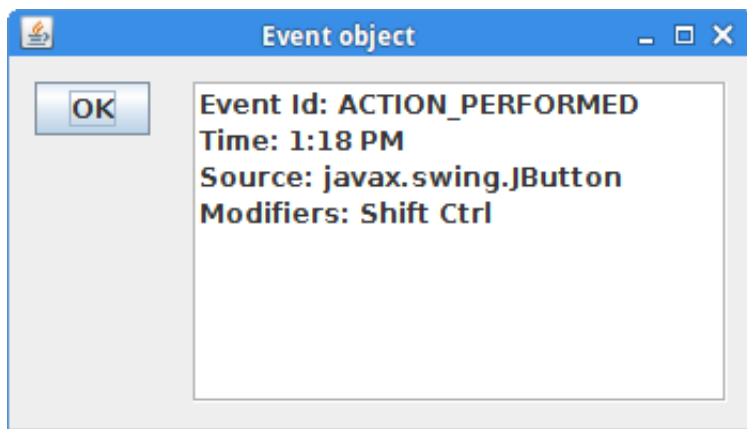 Event object
OK
Event Id: ACTION_PERFORMED
Time: 1:18 PM
Source: javax.swing.JButton
Modifiers: Shift Ctrl